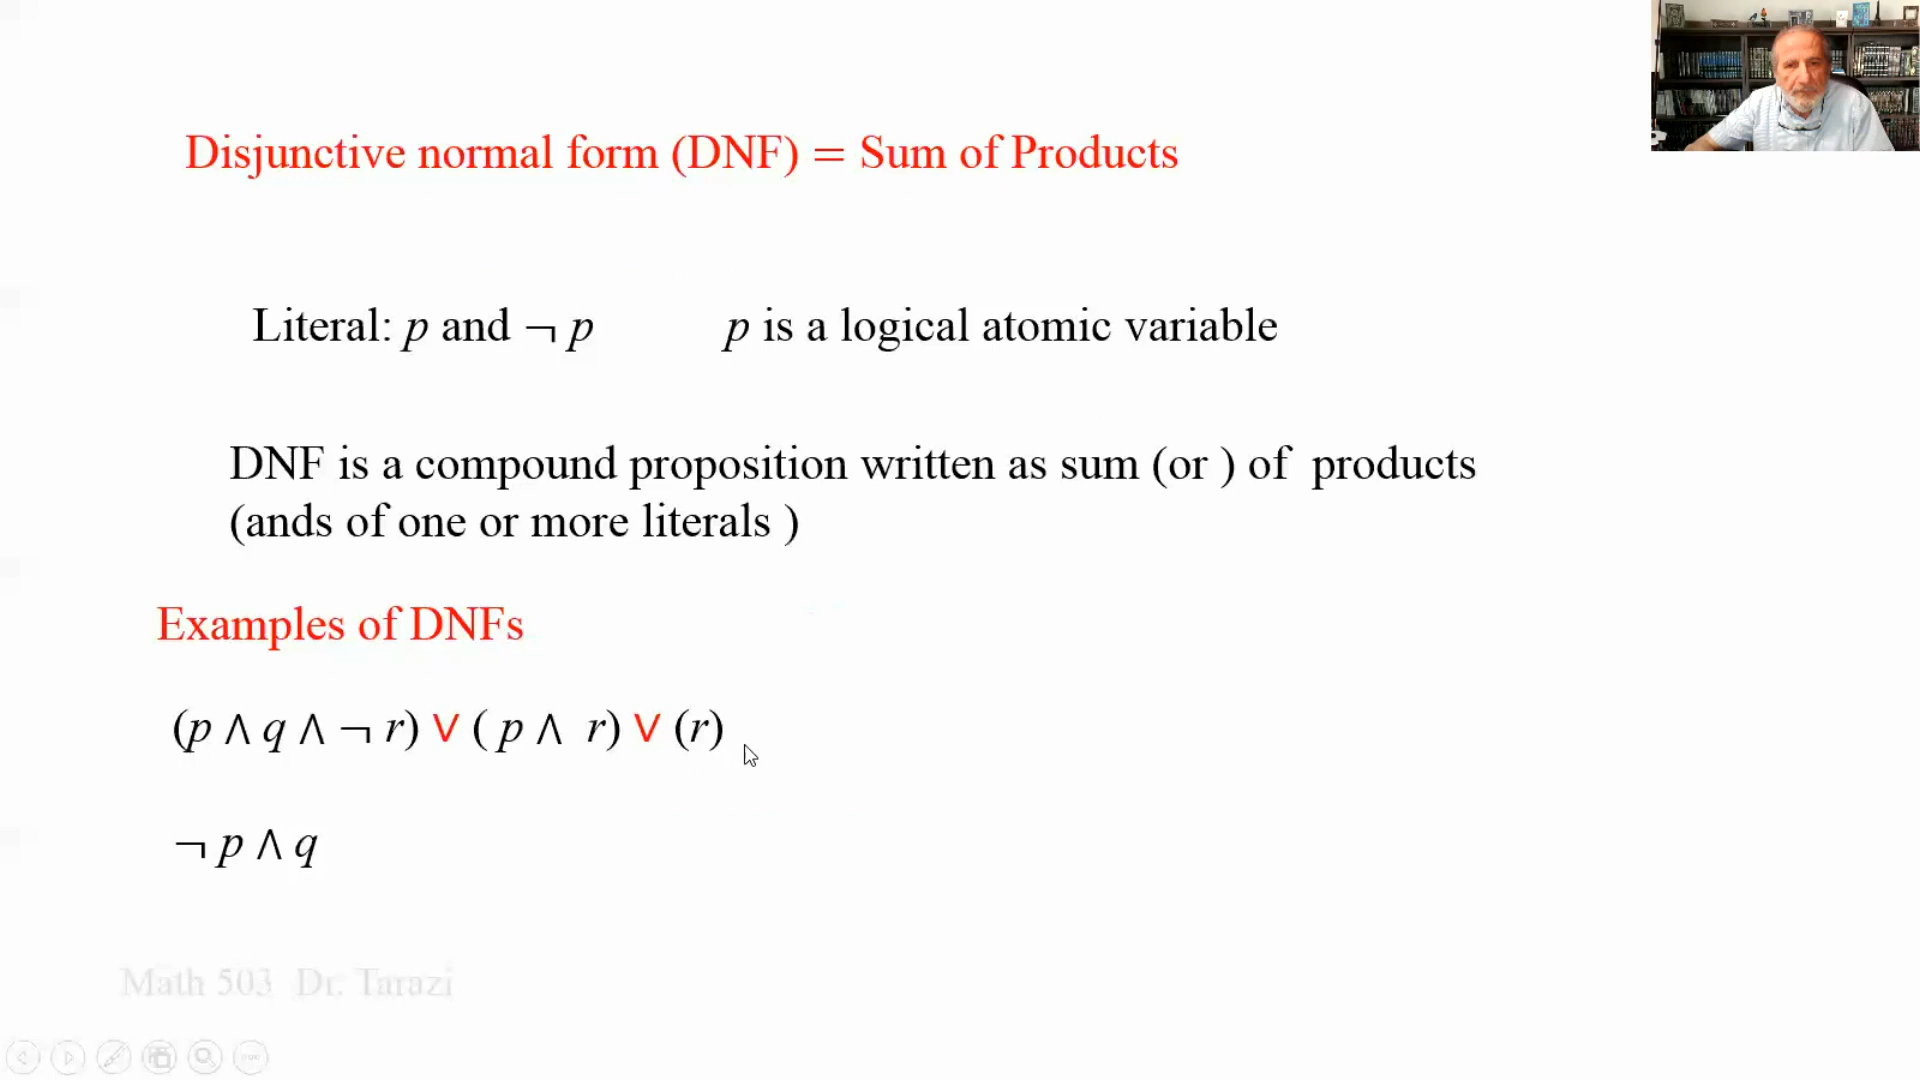 Disjunctive normal form (DNF) = Sum of Products
Literal: p and ¬ p p is a logical atomic variable
DNF is a compound proposition written as sum (or ) of products
(ands of one or more literals )
Examples of DNFs
(p ∧ q ∧ ¬ r) ∨ ( p ∧ r) ∨ (r)
¬ p ∧ q
Math 503 Dr. Tarazi